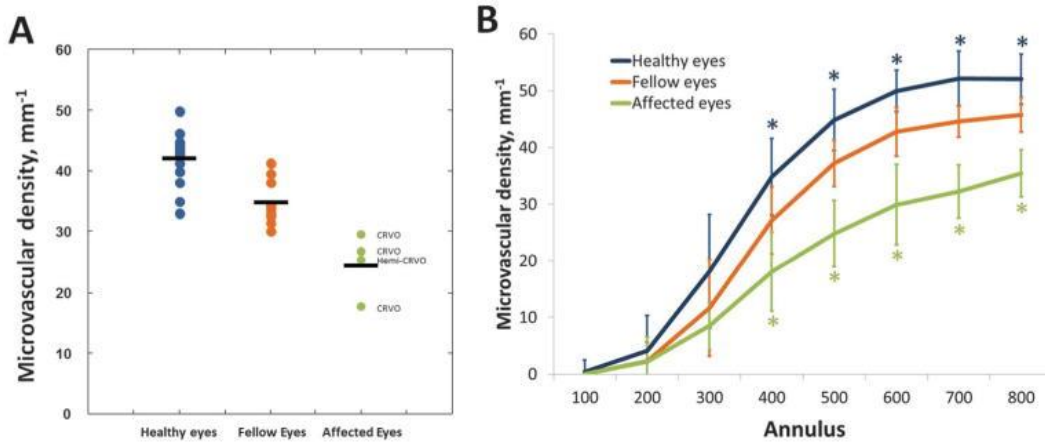 A
Microvascular density, mm-1
60
50
40
30
20
10
0
CRVO
CRVO
Hemi-CRVO
CRVO
Healthy eyes Fellow Eyes Affected Eyes
B
Microvascular density, mm-1
60
50
40
30
20
10
0
Healthy eyes
Fellow eyes
Affected eyes
* * * * *
* * * * *
100 200 300 400 500 600 700 800
Annulus